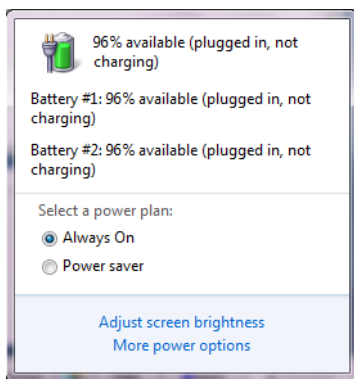 96% available (plugged in, not
charging)
Battery #1: 96% available (plugged in, not
charging)
Battery #2: 96% available (plugged in, not
charging)
Select a power plan:
Always On
Power saver
Adjust screen brightness
More power options